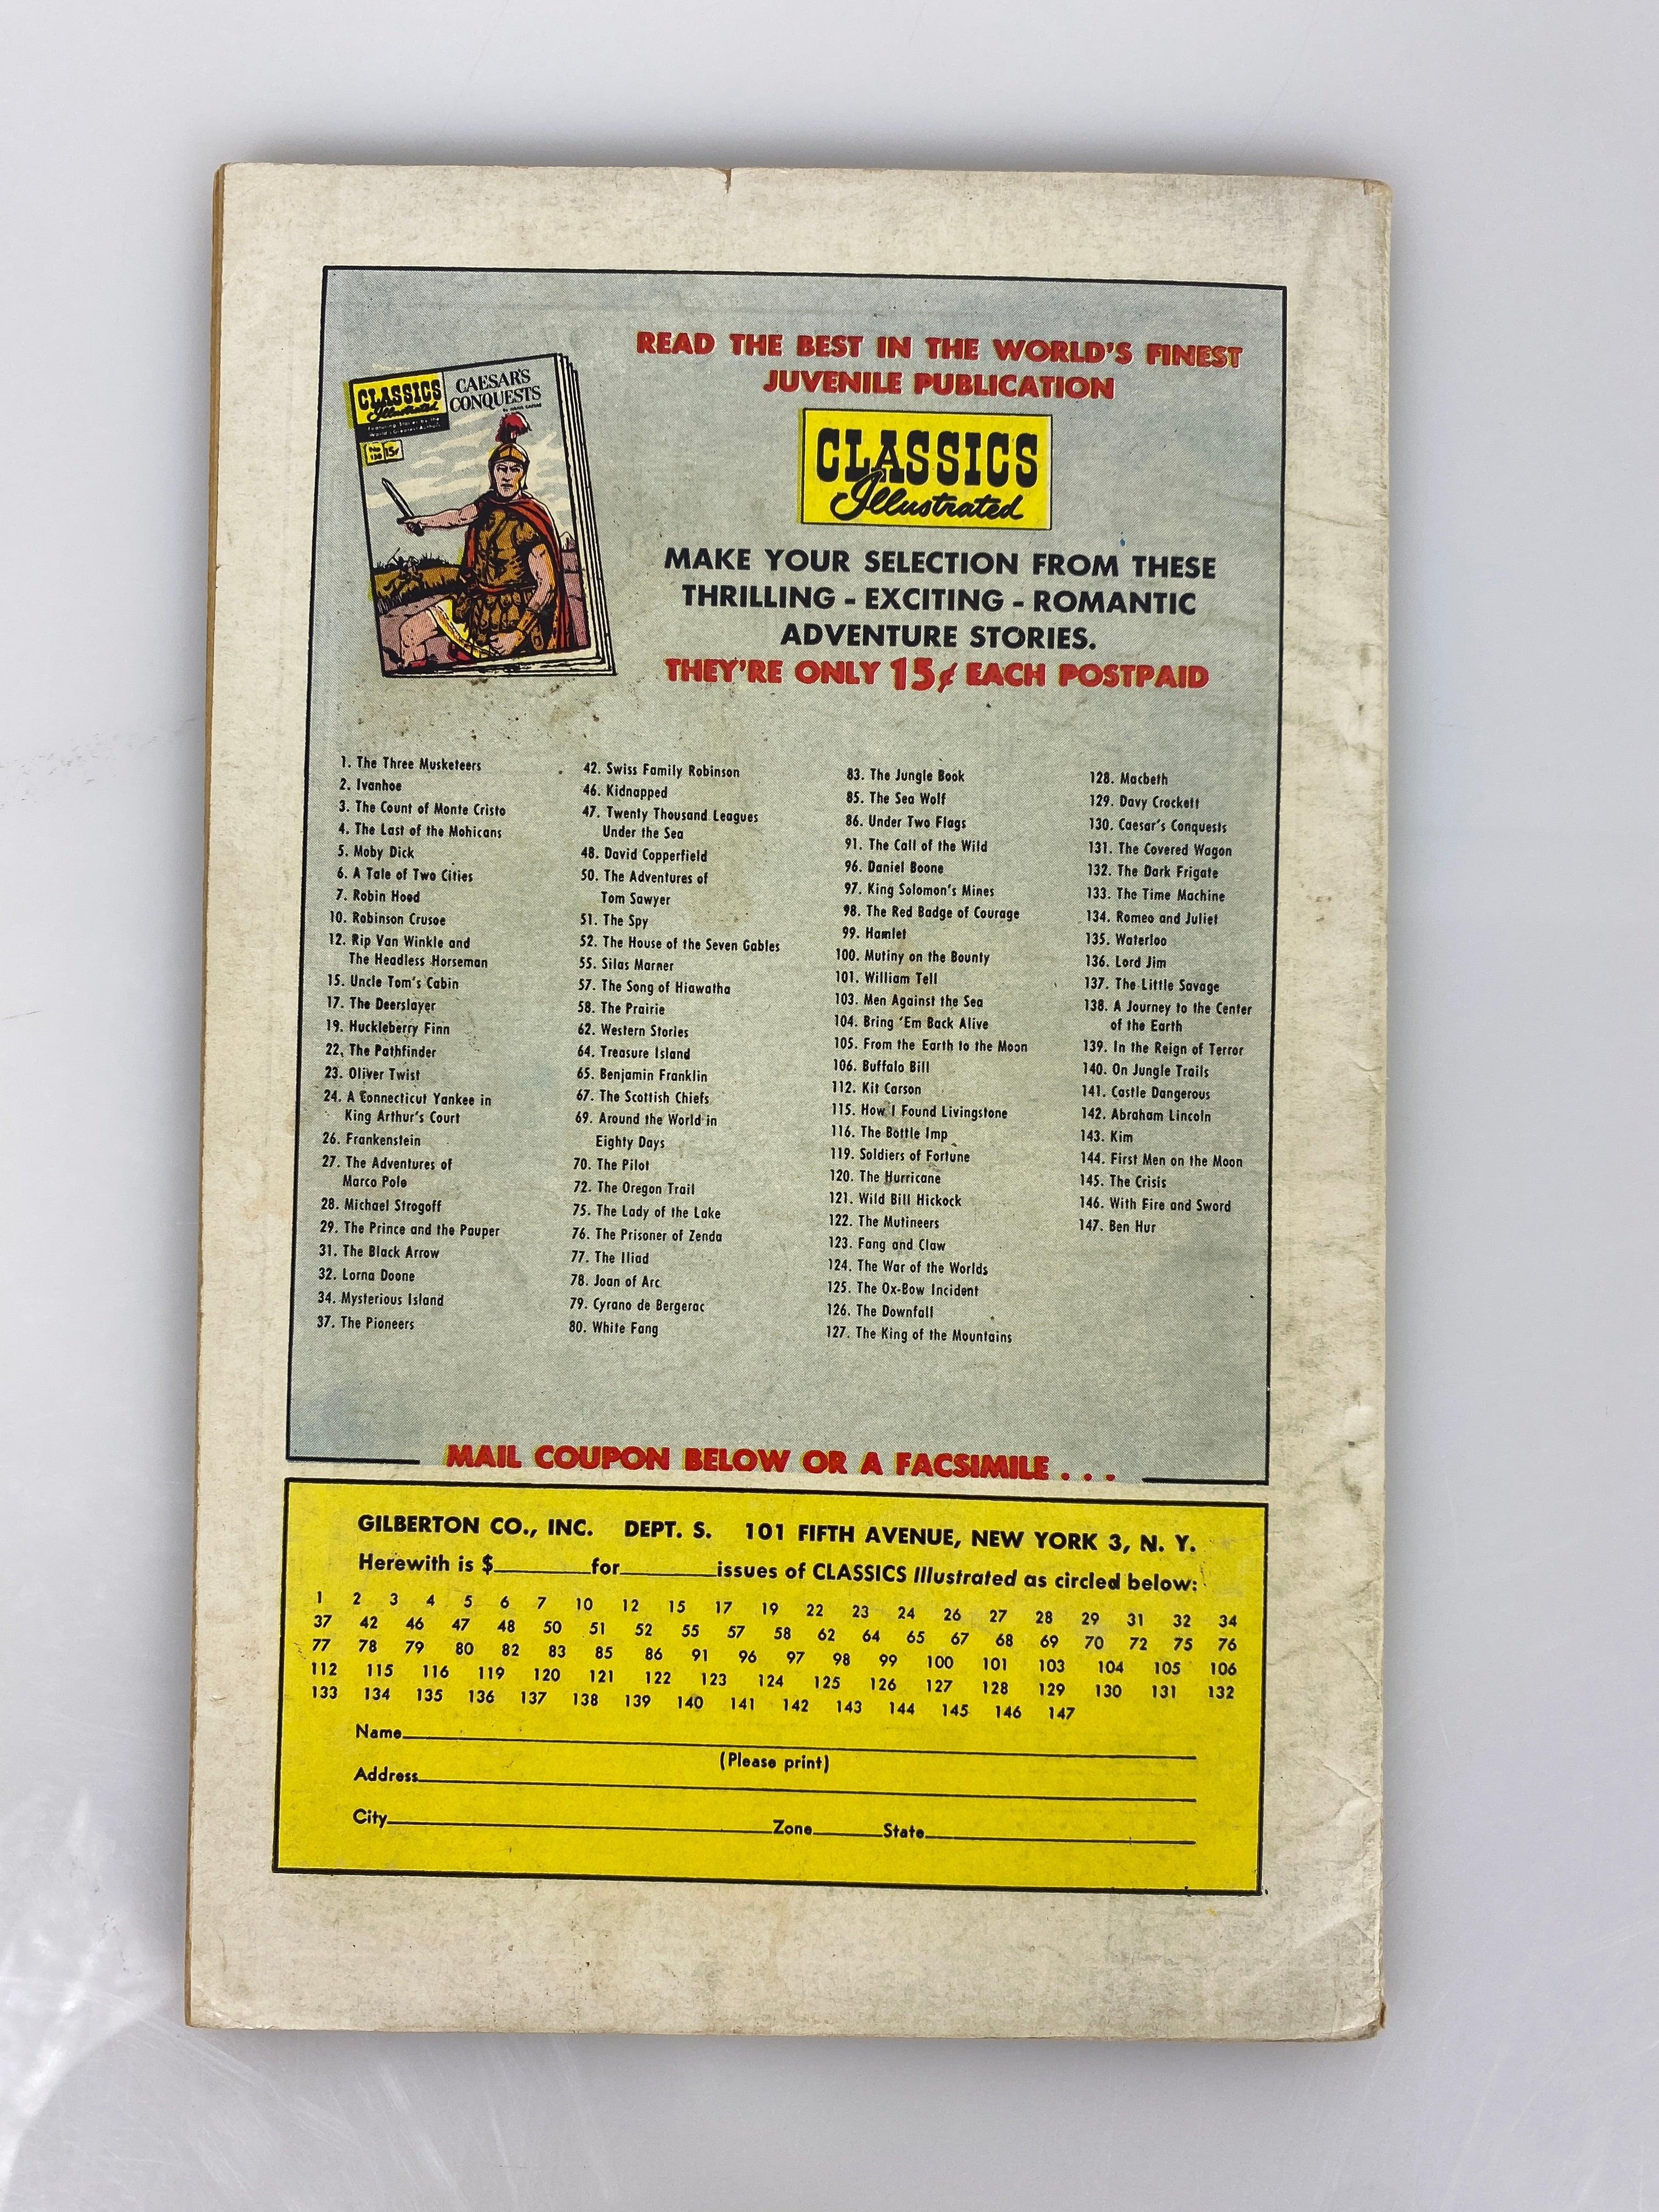 CLASSICS
Illustrated
CAESAR'S
CONQUESTS
Featuring Stories by the
World's Greatest Authors
No.
130
15¢
READ THE BEST IN THE WORLD'S FINEST
JUVENILE PUBLICATION
CLASSICS
Illustrated
MAKE YOUR SELECTION FROM THESE
THRILLING - EXCITING - ROMANTIC
ADVENTURE STORIES.
THEY'RE ONLY 15¢ EACH POSTPAID
1. The Three Musketeers
2. Ivanhoe
3. The Count of Monte Cristo
4. The Last of the Mohicans
5. Moby Dick
6. A Tale of Two Cities
7. Robin Hood
10. Robinson Crusoe
12. Rip Van Winkle and
The Headless Horseman
15. Uncle Tom's Cabin
17. The Deerslayer
19. Huckleberry Finn
22. The Pathfinder
23. Oliver Twist
24. A Connecticut Yankee in
King Arthur's Court
26. Frankenstein
27. The Adventures of
Marco Polo
28. Michael Strogoff
29. The Prince and the Pauper
31. The Black Arrow
32. Lorna Doone
34. Mysterious Island
37. The Pioneers
42. Swiss Family Robinson
46. Kidnapped
47. Twenty Thousand Leagues
Under the Sea
48. David Copperfield
50. The Adventures of
Tom Sawyer
51. The Spy
52. The House of the Seven Gables
55. Silas Marner
57. The Song of Hiawatha
58. The Prairie
62. Western Stories
64. Treasure Island
65. Benjamin Franklin
67. The Scottish Chiefs
69. Around the World in
Eighty Days
70. The Pilot
72. The Oregon Trail
75. The Lady of the Lake
76. The Prisoner of Zenda
77. The Iliad
78. Joan of Arc
79. Cyrano de Bergerac
80. White Fang
83. The Jungle Book
85. The Sea Wolf
86. Under Two Flags
91. The Call of the Wild
96. Daniel Boone
97. King Solomon's Mines
98. The Red Badge of Courage
99. Hamlet
100. Mutiny on the Bounty
101. William Tell
103. Men Against the Sea
104. Bring 'Em Back Alive
105. From the Earth to the Moon
106. Buffalo Bill
112. Kit Carson
115. How I Found Livingstone
116. The Bottle Imp
119. Soldiers of Fortune
120. The Hurricane
121. Wild Bill Hickock
122. The Mutineers
123. Fang and Claw
124. The War of the Worlds
125. The Ox-Bow Incident
126. The Downfall
127. The King of the Mountains
128. Macbeth
129. Davy Crockett
130. Caesar's Conquests
131. The Covered Wagon
132. The Dark Frigate
133. The Time Machine
134. Romeo and Juliet
135. Waterloo
136. Lord Jim
137. The Little Savage
138. A Journey to the Center
of the Earth
139. In the Reign of Terror
140. On Jungle Trails
141. Castle Dangerous
142. Abraham Lincoln
143. Kim
144. First Men on the Moon
145. The Crisis
146. With Fire and Sword
147. Ben Hur
MAIL COUPON BELOW OR A FACSIMILE . . .
GILBERTON CO., INC. DEPT. S. 101 FIFTH AVENUE, NEW YORK 3, N. Y.
Herewith is $________for________issues of CLASSICS Illustrated as circled below:
1 2 3 4 5 6 7 10 12 15 17 19 22 23 24 26 27 28 29 31 32 34
37 42 46 47 48 50 51 52 55 57 58 62 64 65 67 68 69 70 72 75 76
77 78 79 80 82 83 85 86 91 96 97 98 99 100 101 103 104 105 106
112 115 116 119 120 121 122 123 124 125 126 127 128 129 130 131 132
133 134 135 136 137 138 139 140 141 142 143 144 145 146 147
Name________
(Please print)
Address________
City________Zone______State________